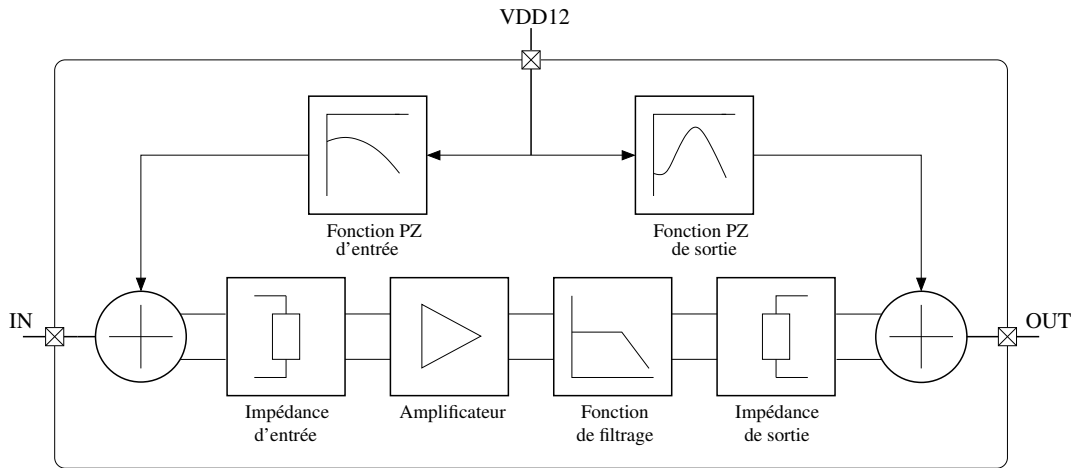 VDD12
Fonction PZ
d'entrée
Fonction PZ
de sortie
IN
OUT
Impédance
d'entrée
Amplificateur
Fonction
de filtrage
Impédance
de sortie